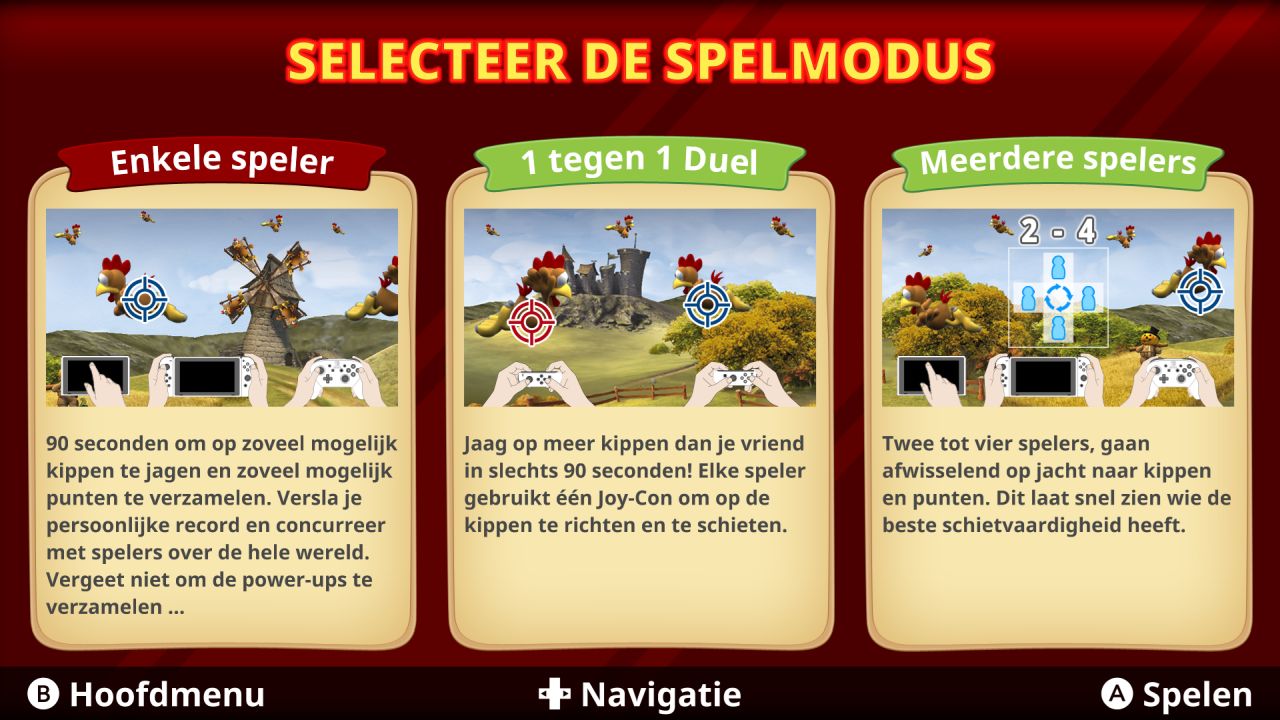 SELECTEER DE SPELMODUS
Enkele speler
90 seconden om op zoveel mogelijk
kippen te jagen en zoveel mogelijk
punten te verzamelen. Versla je
persoonlijke record en concurreer
met spelers over de hele wereld.
Vergeet niet om de power-ups te
verzamelen ...
1 tegen 1 Duel
Jaag op meer kippen dan je vriend
in slechts 90 seconden! Elke speler
gebruikt één Joy-Con om op de
kippen te richten en te schieten.
Meerdere spelers
2 - 4
Twee tot vier spelers, gaan
afwisselend op jacht naar kippen
en punten. Dit laat snel zien wie de
beste schietvaardigheid heeft.
B Hoofdmenu
Navigatie
A Spelen